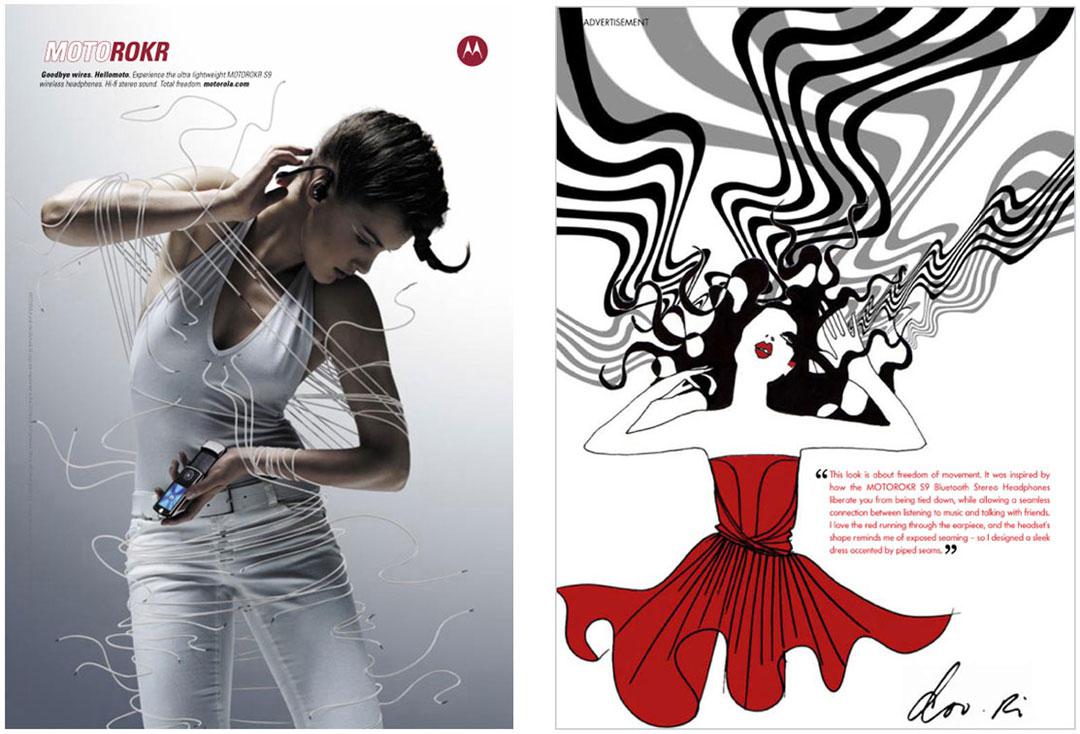 MOTOROKR
Goodbye wires. Hellomoto. Experience the ultra lightweight MOTOROKR S9
wireless headphones. Hi-fi stereo sound. Total freedom. motorola.com
ADVERTISEMENT
“This look is about freedom of movement. It was inspired by
how the MOTOROKR S9 Bluetooth Stereo Headphones
liberate you from being tied down, while allowing a seamless
connection between listening to music and talking with friends.
I love the red running through the earpiece, and the headset's
shape reminds me of exposed seaming – so I designed a sleek
dress accented by piped seams.”
Doo.Ri